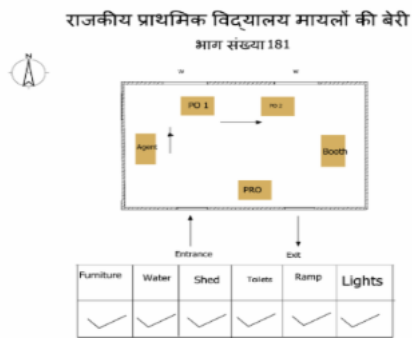 राजकीय प्राथमिक विद्यालय मायलों की बेरी
भाग संख्या 181
N
W W
PO 1 PO 2
Agent Booth
PRO
Entrance Exit
Furniture Water Shed Toilets Ramp Lights